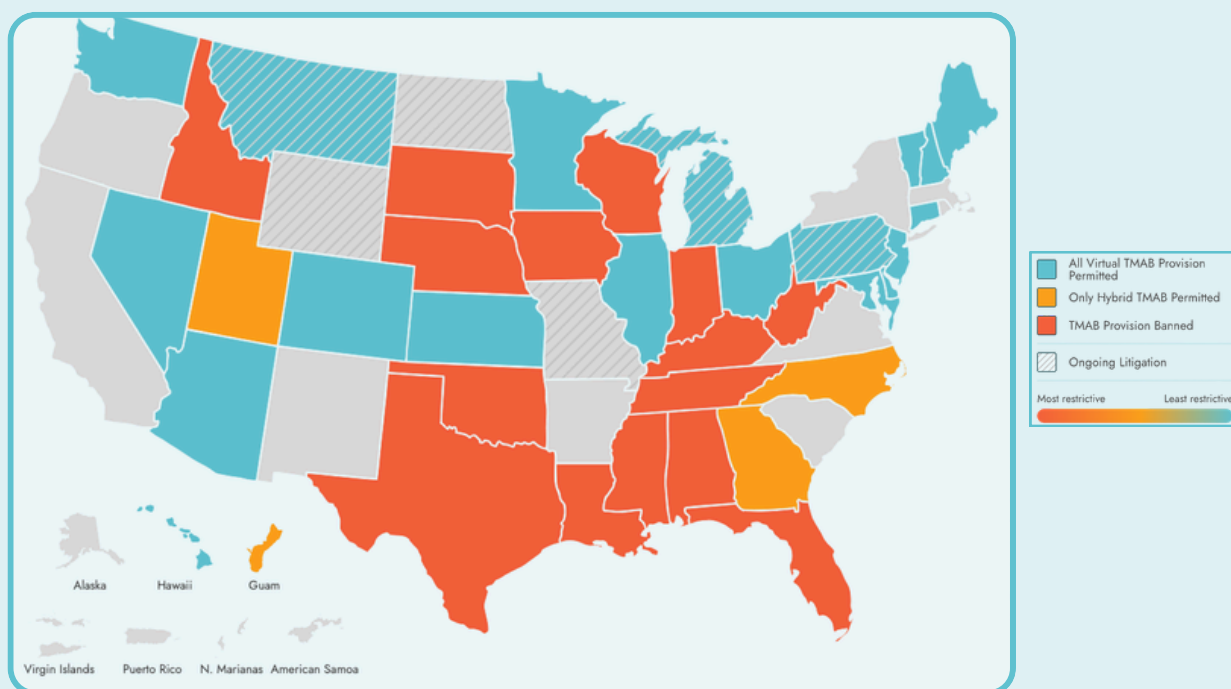 All Virtual TMAB Provision
Permitted
Only Hybrid TMAB Permitted
TMAB Provision Banned
Ongoing Litigation
Most restrictive Least restrictive
Alaska Hawaii Guam
Virgin Islands Puerto Rico N. Marianas American Samoa